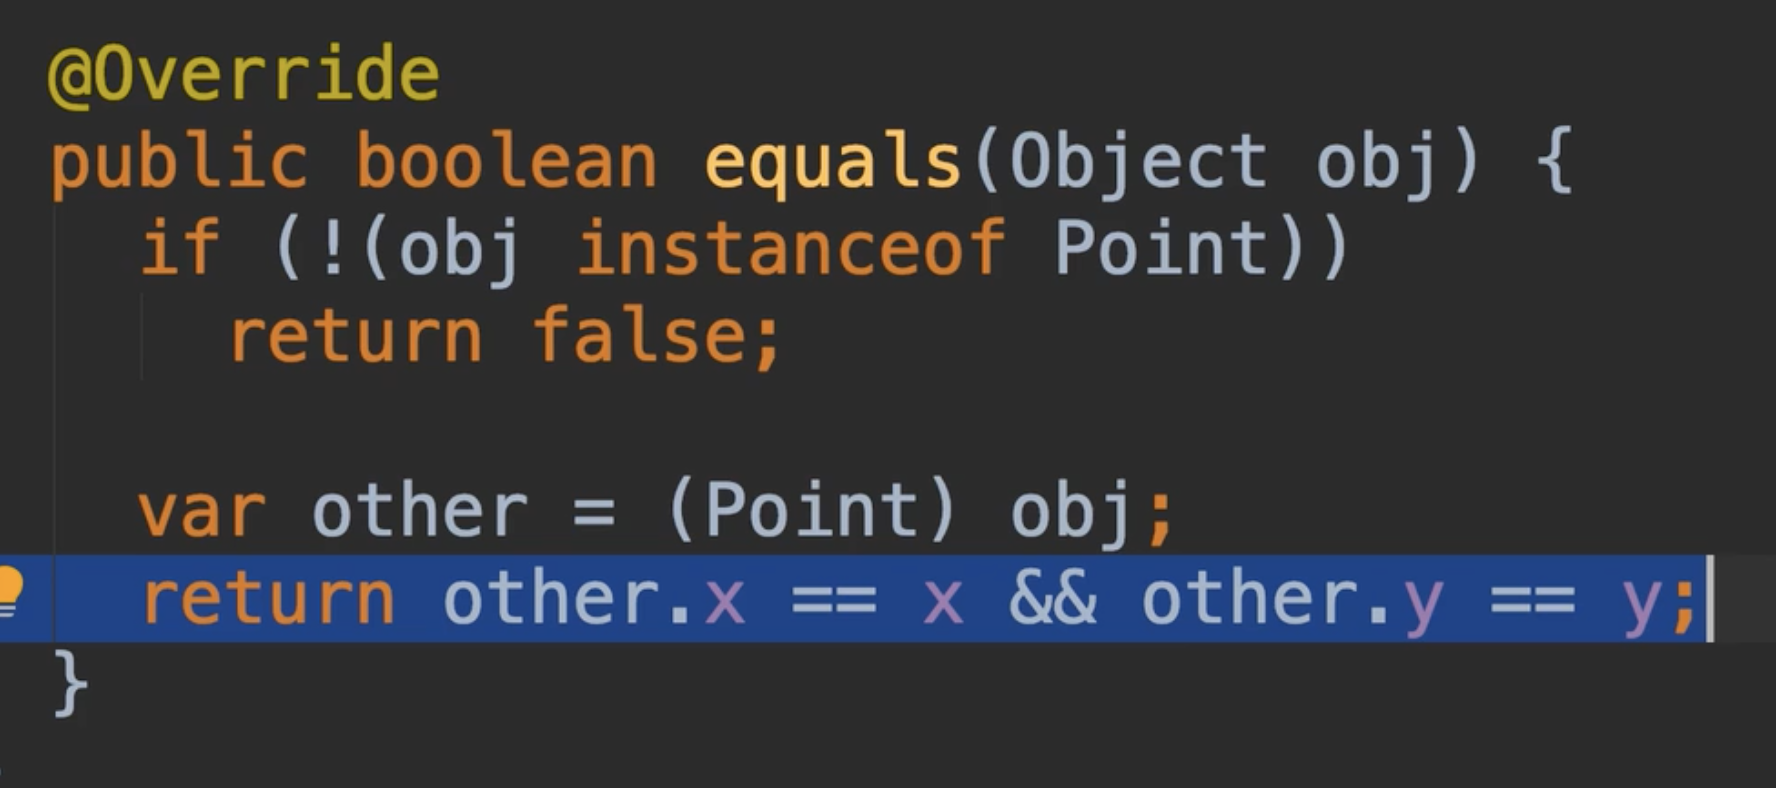 @Override
public boolean equals(Object obj) {
  if (!(obj instanceof Point))
    return false;

  var other = (Point) obj;
  return other.x == x && other.y == y;
}